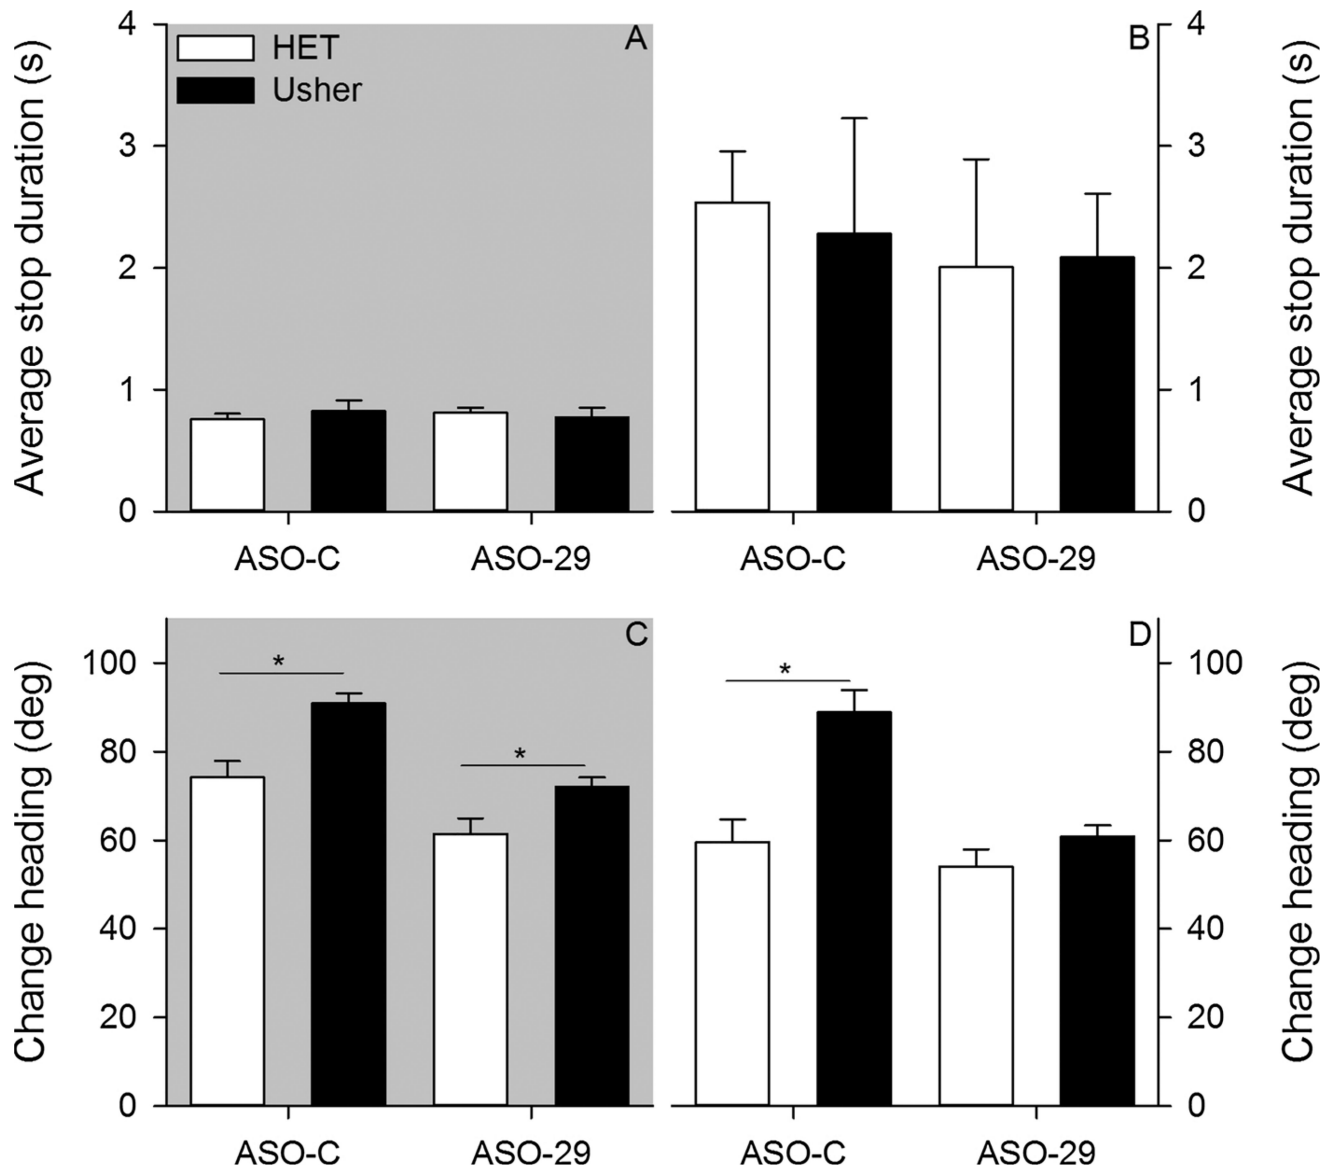 Average stop duration (s)
4
3
2
1
0
HET
Usher
A
ASO-C
ASO-29
B
4
3
2
1
0
Average stop duration (s)
ASO-C
ASO-29
Change heading (deg)
100
80
60
40
20
0
C
*
*
ASO-C
ASO-29
D
*
100
80
60
40
20
0
Change heading (deg)
ASO-C
ASO-29